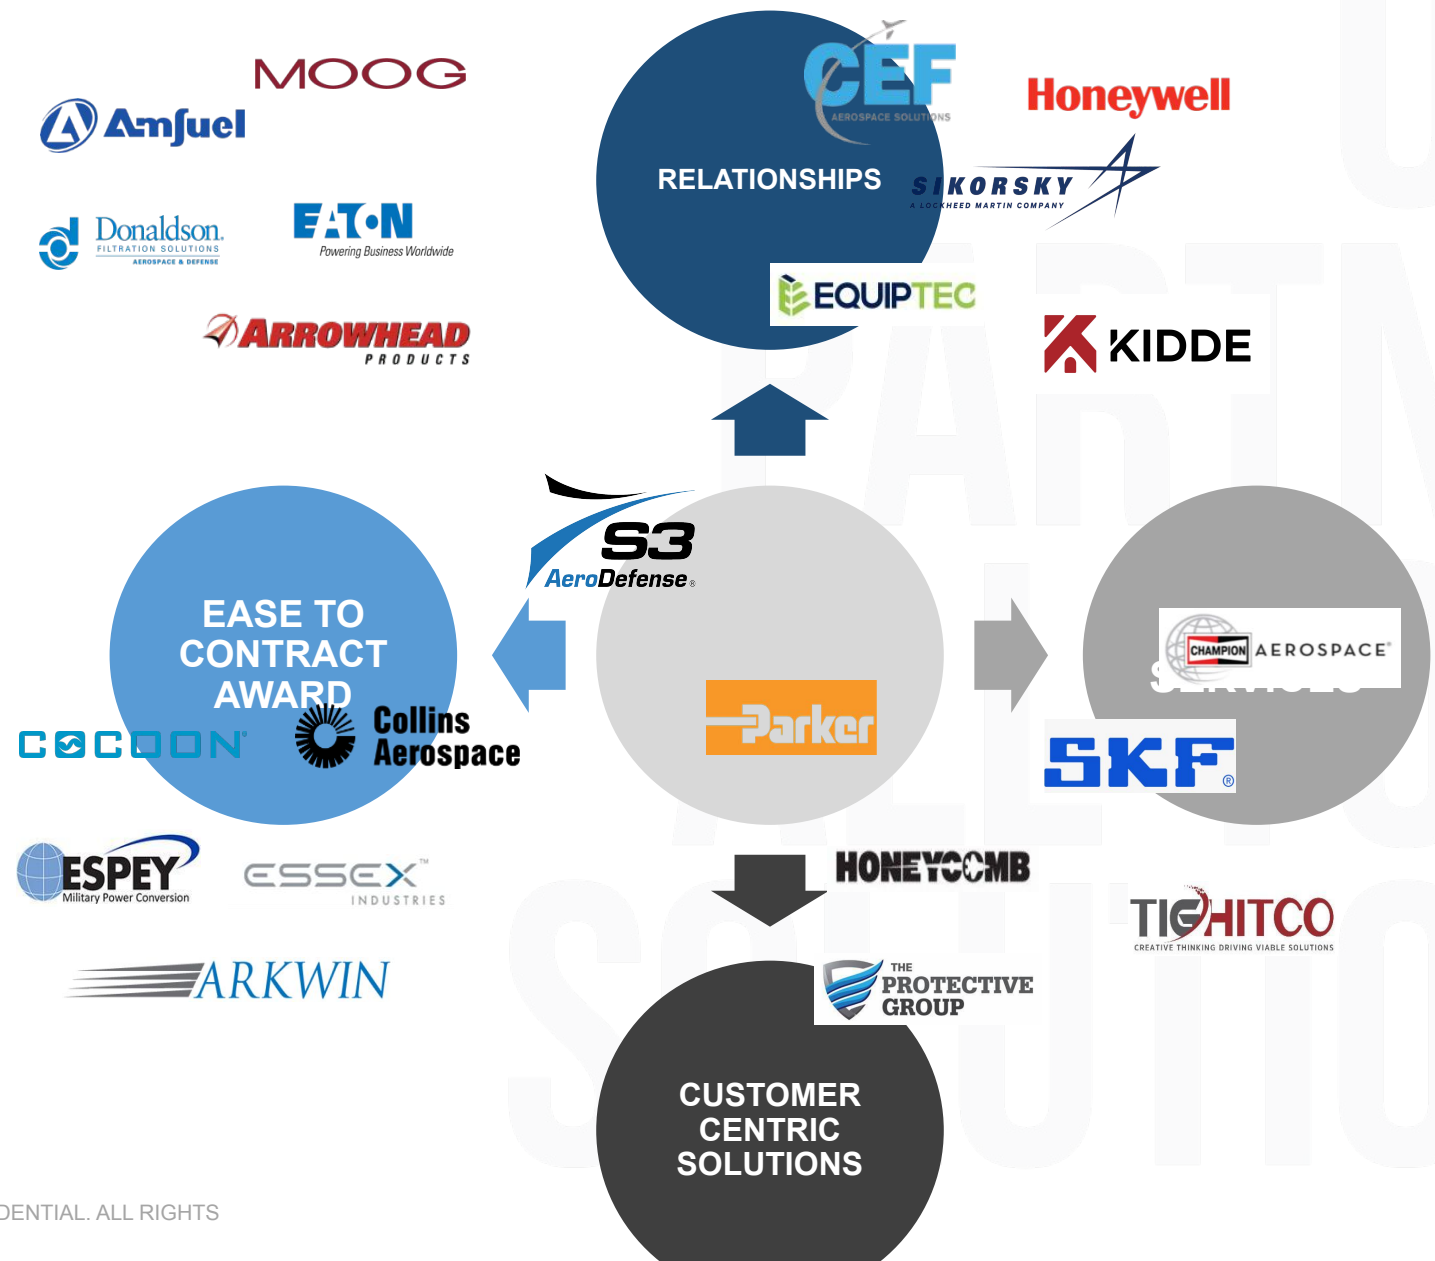 MOOG
Amfuel
Donaldson.
FILTRATION SOLUTIONS
AEROSPACE & DEFENSE
EATON
Powering Business Worldwide
ARROWHEAD
PRODUCTS
CEF
AEROSPACE SOLUTIONS
Honeywell
RELATIONSHIPS
SIKORSKY
A LOCKHEED MARTIN COMPANY
EQUIPTEC
KIDDE
S3
AeroDefense®
EASE TO
CONTRACT
AWARD
COCOON®
Collins
Aerospace
Parker
CHAMPION AEROSPACE®
SERVICES
SKF®
ESPEY
Military Power Conversion
ESSEX™
INDUSTRIES
ARKWIN
HONEYCOMB
TIGHITCO
CREATIVE THINKING DRIVING VIABLE SOLUTIONS
THE
PROTECTIVE
GROUP
CUSTOMER
CENTRIC
SOLUTIONS
DENTIAL. ALL RIGHTS